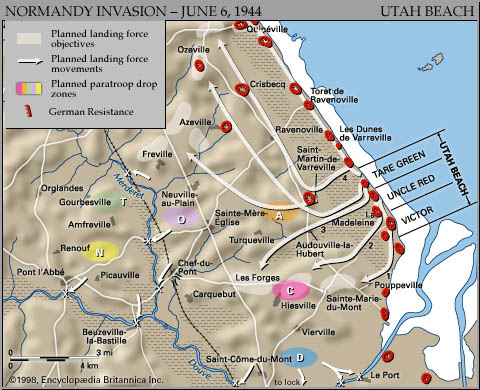 NORMANDY INVASION – JUNE 6, 1944
UTAH BEACH
Planned landing force
objectives
Planned landing force
movements
Planned paratroop drop
zones
German Resistance
Quinéville
Ozeville
Crisbecq
Torét de
Ravenoville
Azeville
Ravenoville
Les Dunes
de Varreville
Freville
Saint-
Martin-de-
Varreville
TARE GREEN
UTAH BEACH
Orglandes
Merderet
4
UNCLE RED
Gourbesville
T
Neuville-
au-Plain
VICTOR
Amfreville
O
Sainte-Mère-
Église
A
La
Madeleine
3
Renouf
N
Turqueville
Audouville-la-
Hubert
2
Pont l'Abbé
Picauville
Chef-du-
Pont
Les Forges
1
Pouppeville
Carquebut
C
Hiesville
Sainte-Marie-
du-Mont
Beuzeville-
la-Bastille
Vierville
Douve
Saint-Côme-du-Mont
D
Le Port
0 3 mi
0 4 km
to lock
©1998, Encyclopædia Britannica Inc.